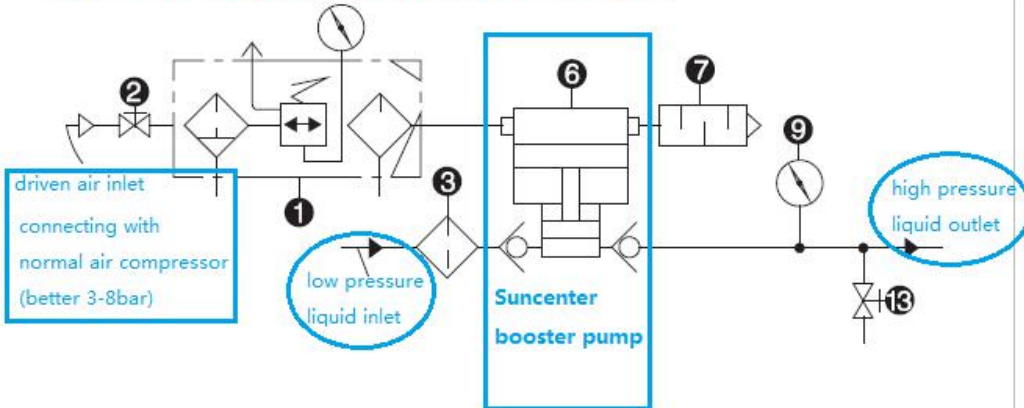 2
6
7
9
driven air inlet
connecting with
normal air compressor
(better 3-8bar)
1
3
low pressure
liquid inlet
Suncenter
booster pump
high pressure
liquid outlet
13